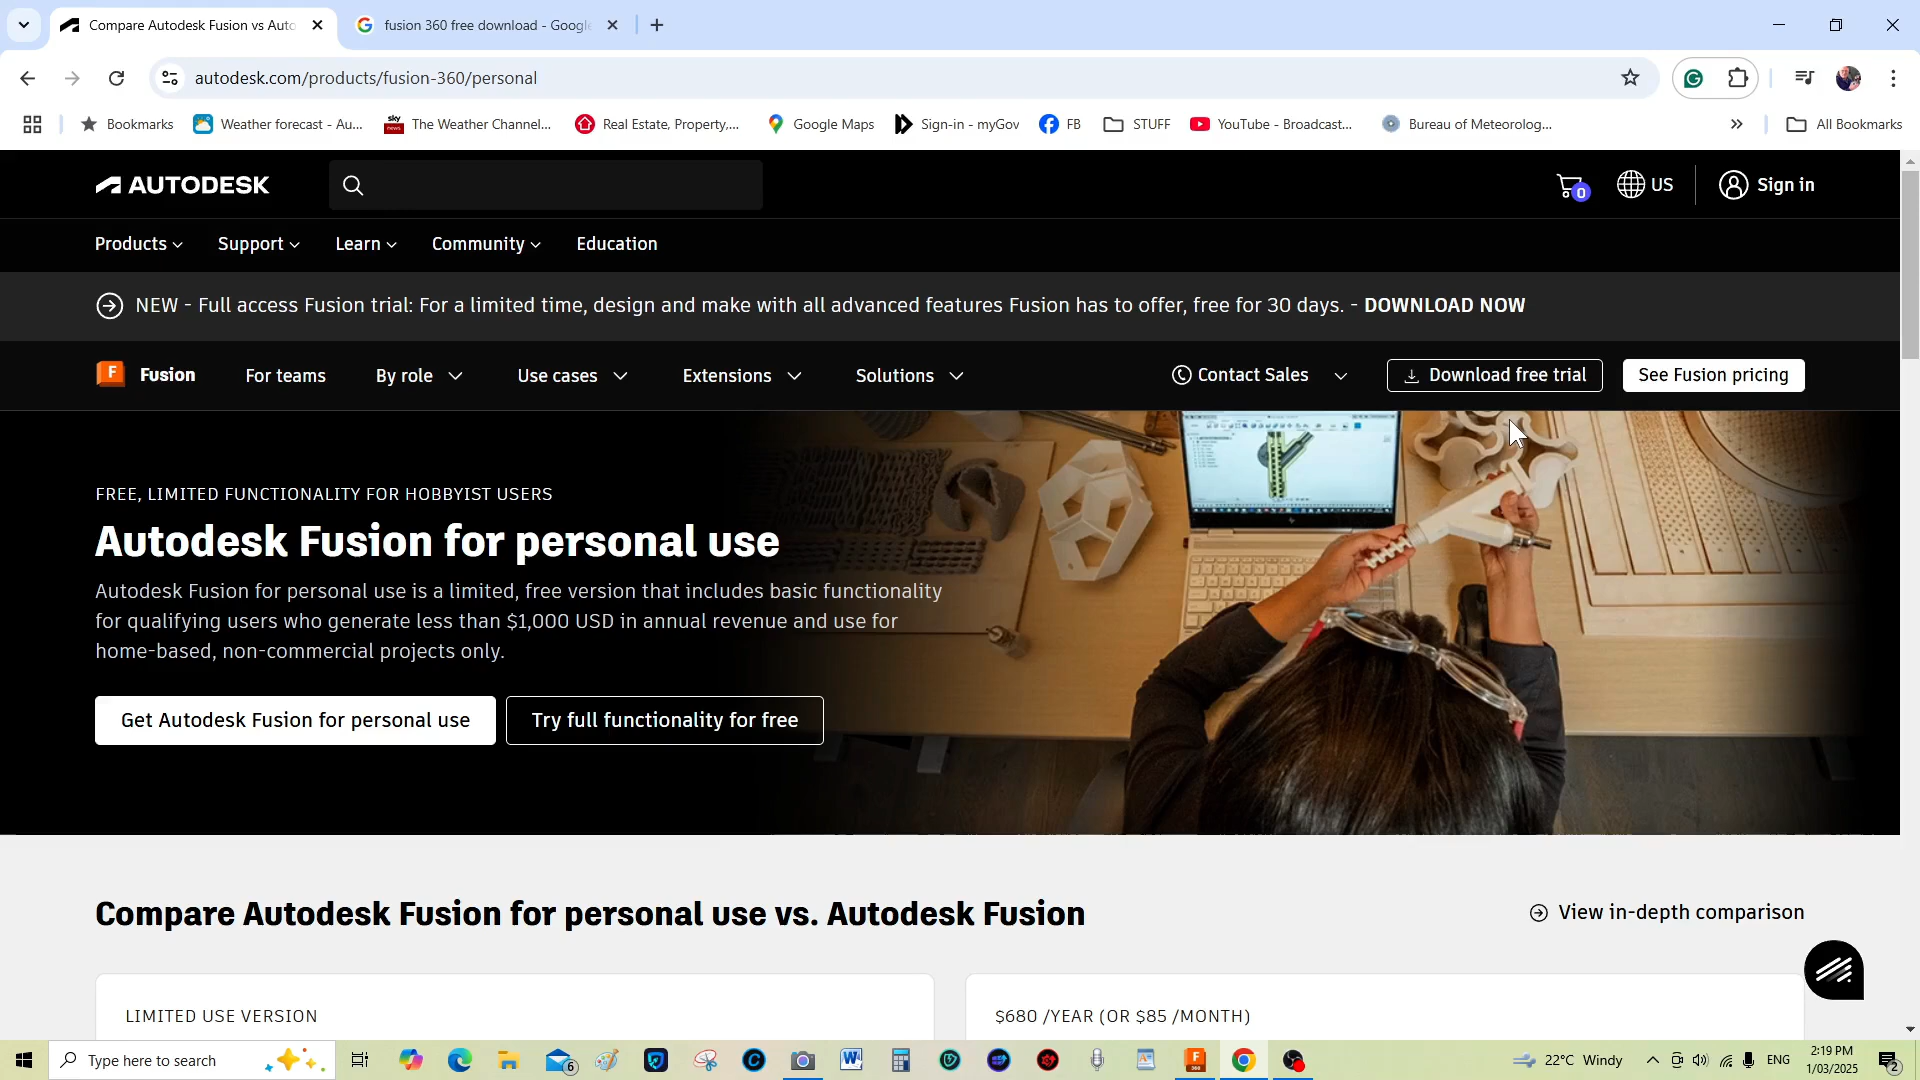 Compare Autodesk Fusion vs Auto
fusion 360 free download - Google
autodesk.com/products/fusion-360/personal
Bookmarks
Weather forecast - Au...
The Weather Channel...
Real Estate, Property,...
Google Maps
Sign-in - myGov
FB
STUFF
YouTube - Broadcast...
Bureau of Meteorolog...
All Bookmarks
AUTODESK
0
US
Sign in
Products
Support
Learn
Community
Education
NEW - Full access Fusion trial: For a limited time, design and make with all advanced features Fusion has to offer, free for 30 days. - DOWNLOAD NOW
F
Fusion
For teams
By role
Use cases
Extensions
Solutions
Contact Sales
Download free trial
See Fusion pricing
FREE, LIMITED FUNCTIONALITY FOR HOBBYIST USERS
Autodesk Fusion for personal use
Autodesk Fusion for personal use is a limited, free version that includes basic functionality
for qualifying users who generate less than $1,000 USD in annual revenue and use for
home-based, non-commercial projects only.
Get Autodesk Fusion for personal use
Try full functionality for free
Compare Autodesk Fusion for personal use vs. Autodesk Fusion
View in-depth comparison
LIMITED USE VERSION
$680 /YEAR (OR $85 /MONTH)
Type here to search
6
22°C Windy
ENG
2:19 PM
1/03/2025
2